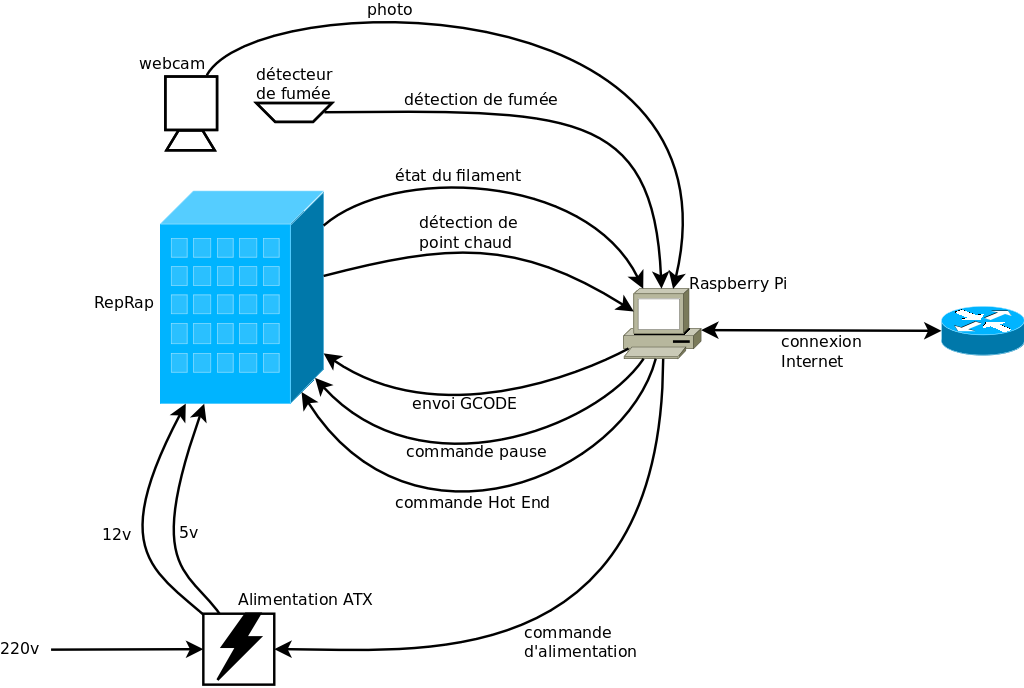 photo
webcam
détecteur
de fumée
détection de fumée
état du filament
détection de
point chaud
Raspberry Pi
RepRap
connexion
Internet
envoi GCODE
commande pause
commande Hot End
12v
5v
Alimentation ATX
commande
d'alimentation
220v